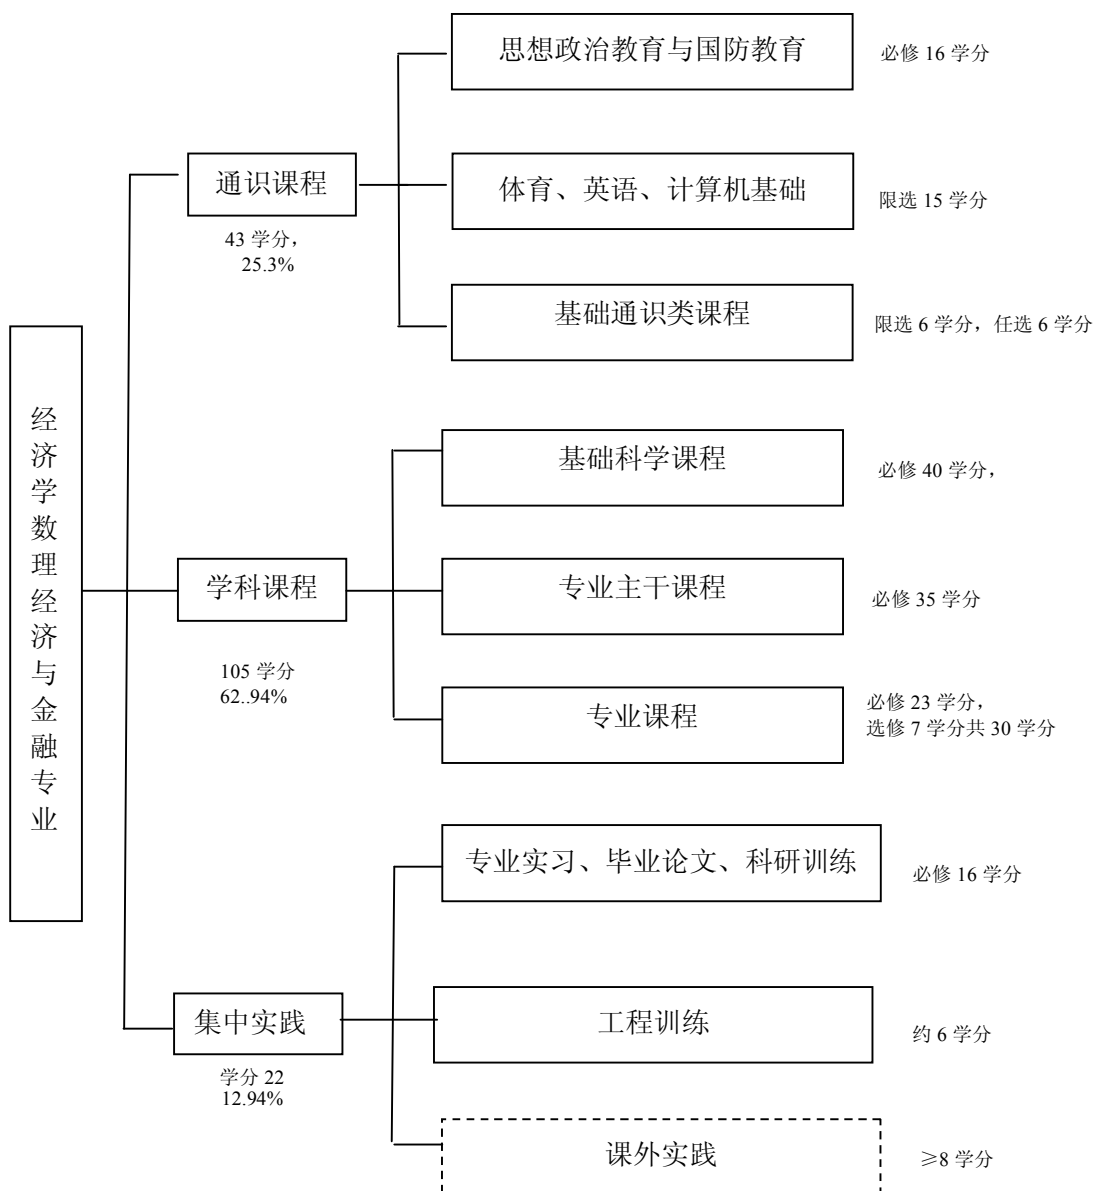 经济学数理经济与金融专业
通识课程
43 学分，
25.3%
思想政治教育与国防教育
必修 16 学分
体育、英语、计算机基础
限选 15 学分
基础通识类课程
限选 6 学分，任选 6 学分
学科课程
105 学分
62..94%
基础科学课程
必修 40 学分，
专业主干课程
必修 35 学分
专业课程
必修 23 学分，
选修 7 学分共 30 学分
集中实践
学分 22
12.94%
专业实习、毕业论文、科研训练
必修 16 学分
工程训练
约 6 学分
课外实践
≥8 学分